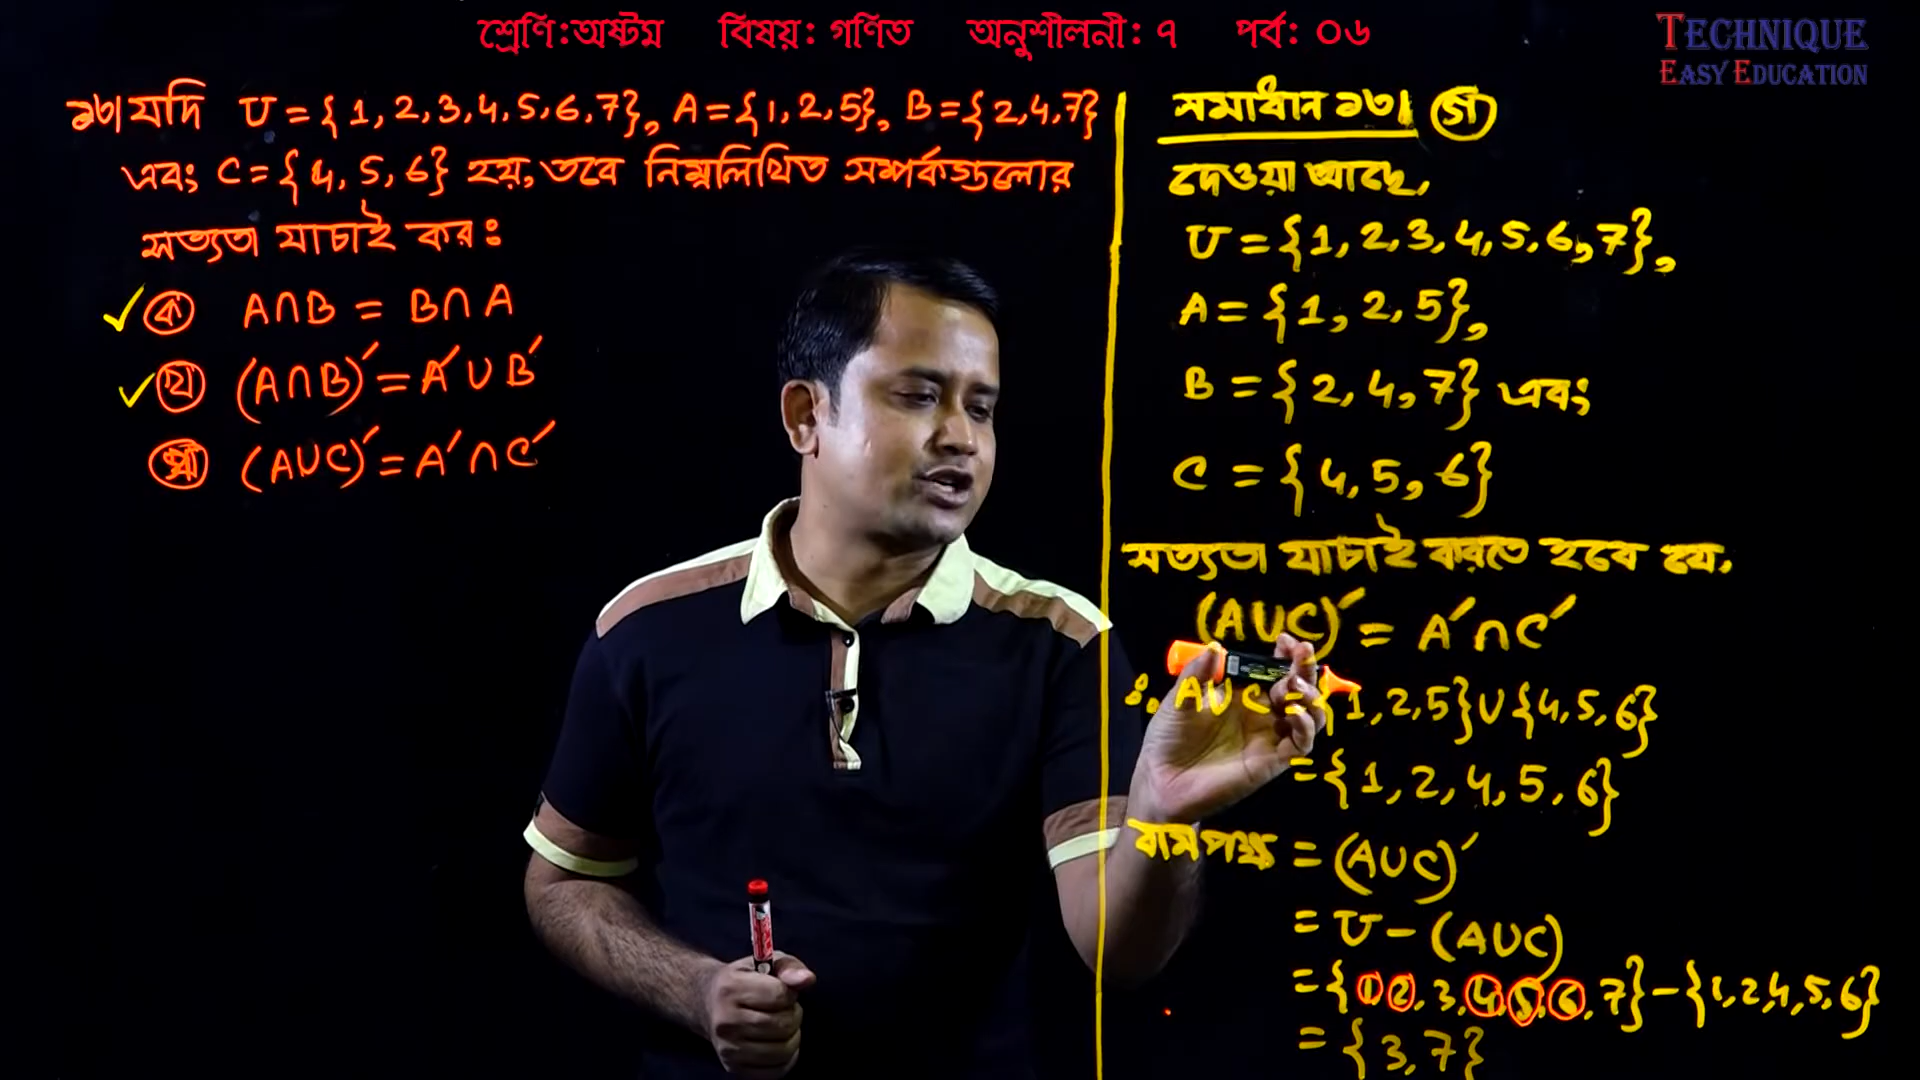 শ্রেণি:অষ্টম বিষয়: গণিত অনুশীলনী: ৭ পর্ব: ০৬
TECHNIQUE
EASY EDUCATION
১৩। যদি U = {1, 2, 3, 4, 5, 6, 7}, A = {1, 2, 5}, B = {2, 4, 7}
এবং C = {4, 5, 6} হয়, তবে নিম্নলিখিত সম্পর্কগুলোর
সত্যতা যাচাই কর:
✓ ক A∩B = B∩A
✓ খ (A∩B)′ = A′∪B′
গ (A∪C)′ = A′∩C′
সমাধান ১৩। গ
দেওয়া আছে,
U = {1, 2, 3, 4, 5, 6, 7},
A = {1, 2, 5},
B = {2, 4, 7} এবং
C = {4, 5, 6}
সত্যতা যাচাই করতে হবে যে,
(A∪C)′ = A′∩C′
∴ A∪C = {1, 2, 5} ∪ {4, 5, 6}
= {1, 2, 4, 5, 6}
বামপক্ষ = (A∪C)′
= U − (A∪C)
= {1, 2, 3, 4, 5, 6, 7} − {1, 2, 4, 5, 6}
= {3, 7}